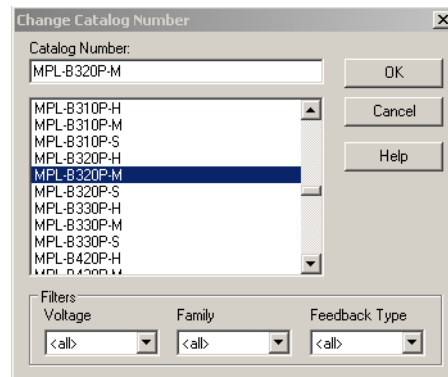 Change Catalog Number
Catalog Number:
MPL-B320P-M
OK
Cancel
Help
MPL-B310P-H
MPL-B310P-M
MPL-B310P-S
MPL-B320P-H
MPL-B320P-M
MPL-B320P-S
MPL-B330P-H
MPL-B330P-M
MPL-B330P-S
MPL-B420P-H
MPL-B420P-M
Filters
Voltage Family Feedback Type
<all> <all> <all>